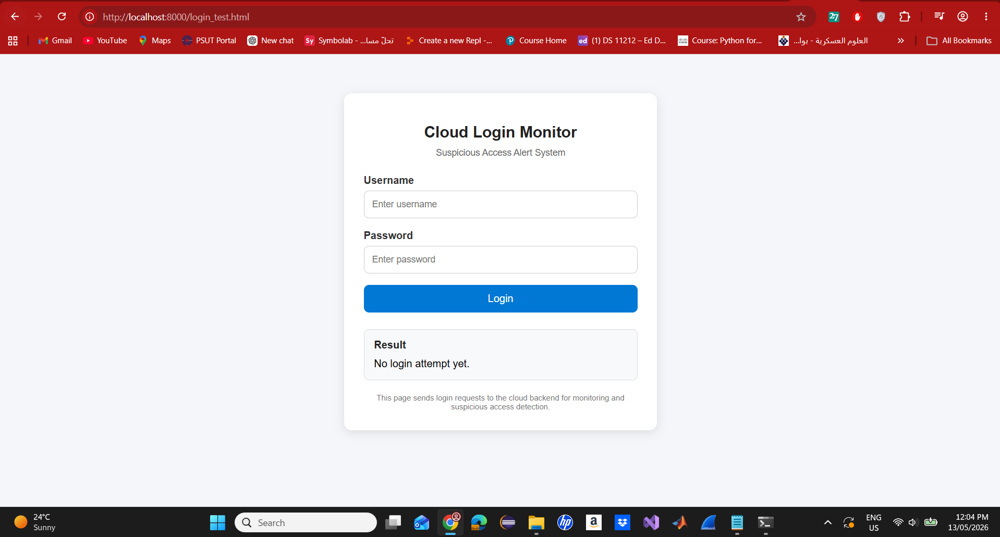 http://localhost:8000/login_test.html
27
Gmail
YouTube
Maps
PSUT Portal
New chat
Sy Symbolab - ...تحلّ مسا
Create a new Repl -...
Course Home
ed (1) DS 11212 – Ed D...
cisco Course: Python for...
العلوم العسكرية - بوا...
All Bookmarks
Cloud Login Monitor
Suspicious Access Alert System
Username
Enter username
Password
Enter password
Login
Result
No login attempt yet.
This page sends login requests to the cloud backend for monitoring and
suspicious access detection.
24°C
Sunny
Search
hp
a
ENG
US
12:04 PM
13/05/2026